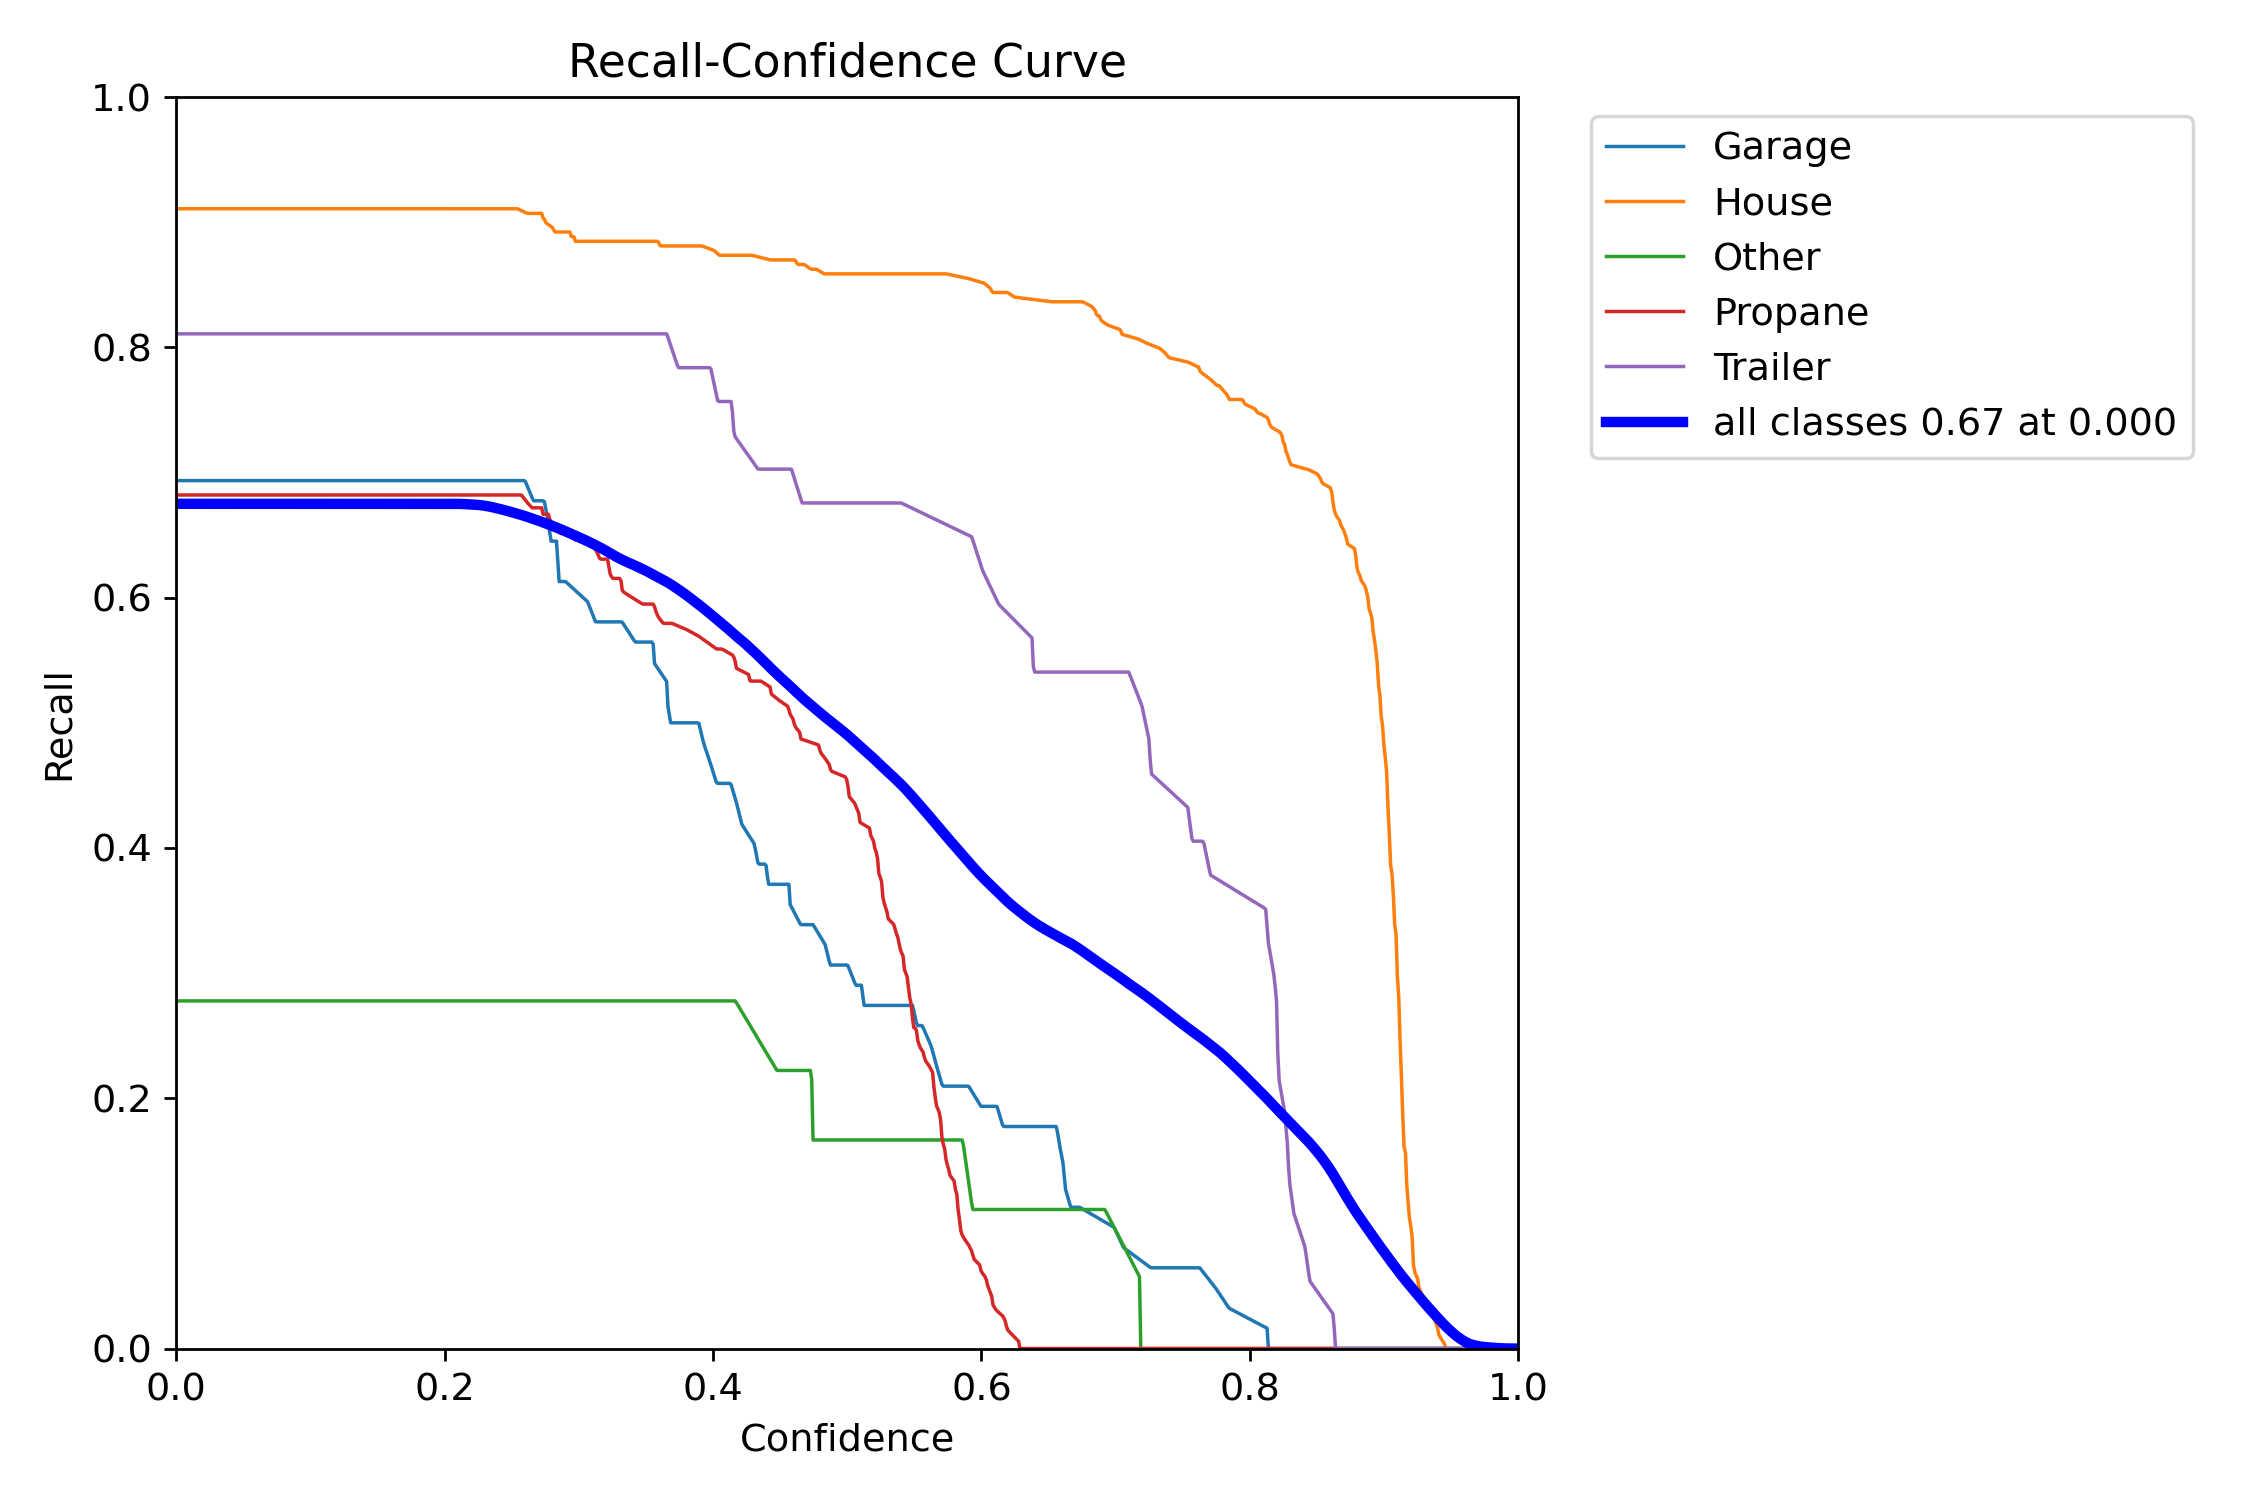 Recall-Confidence Curve
1.0
0.8
0.6
0.4
0.2
0.0
Recall
0.0 0.2 0.4 0.6 0.8 1.0
Confidence
Garage
House
Other
Propane
Trailer
all classes 0.67 at 0.000